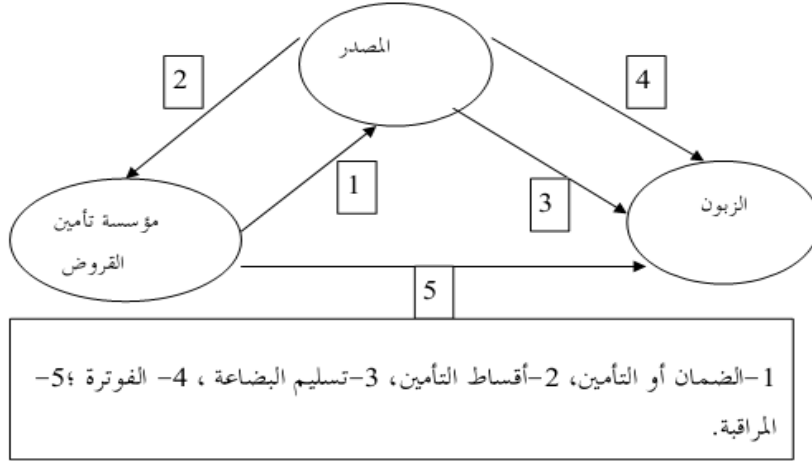 المصدر
2
4
1
3
مؤسسة تأمين
القروض
الزبون
5
1–الضمان أو التأمين، 2–أقساط التأمين، 3–تسليم البضاعة ، 4– الفوترة ؛5–
المراقبة.